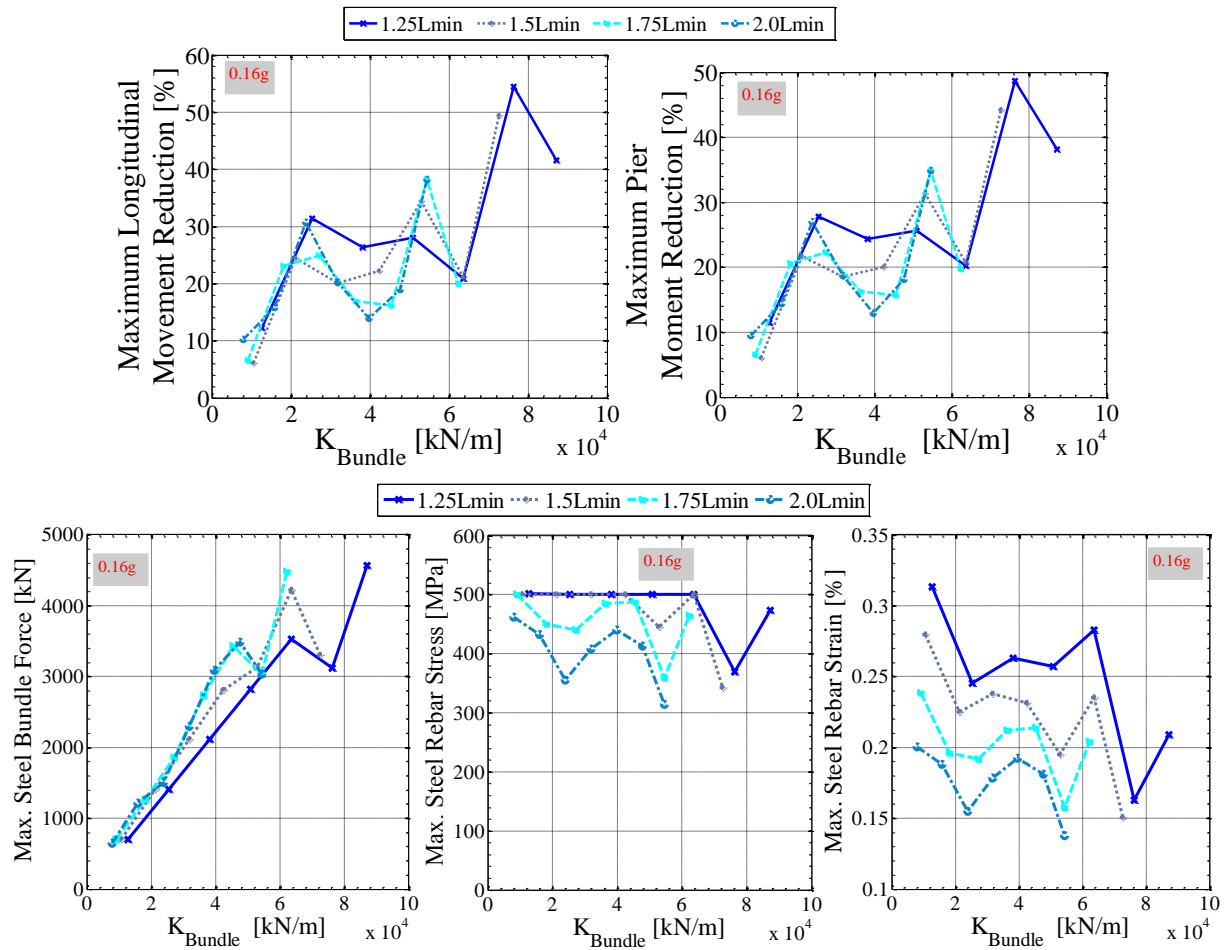 1.25Lmin 1.5Lmin 1.75Lmin 2.0Lmin
Maximum Longitudinal
Movement Reduction [%]
60
50
40
30
20
10
0
0.16g
0 2 4 6 8 10
K_Bundle [kN/m]
x 10^4
Maximum Pier
Moment Reduction [%]
50
40
30
20
10
0
0.16g
0 2 4 6 8 10
K_Bundle [kN/m]
x 10^4
1.25Lmin 1.5Lmin 1.75Lmin 2.0Lmin
Max. Steel Bundle Force [kN]
5000
4000
3000
2000
1000
0
0.16g
0 2 4 6 8 10
K_Bundle [kN/m]
x 10^4
Max. Steel Rebar Stress [MPa]
600
500
400
300
200
100
0
0.16g
0 2 4 6 8 10
K_Bundle [kN/m]
x 10^4
Max. Steel Rebar Strain [%]
0.35
0.3
0.25
0.2
0.15
0.1
0.16g
0 2 4 6 8 10
K_Bundle [kN/m]
x 10^4